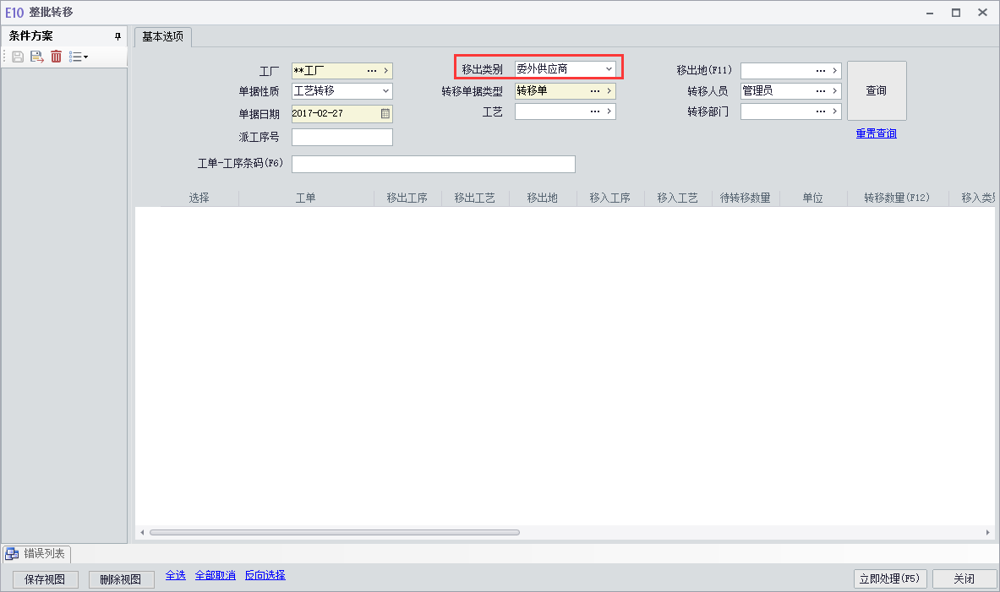 E10 整批转移
条件方案
基本选项
工厂 **工厂 移出类别 委外供应商 移出地(F11)
单据性质 工艺转移 转移单据类型 转移单 转移人员 管理员 查询
单据日期 2017-02-27 工艺 转移部门
派工序号 重置查询
工单-工序条码(F6)
选择 工单 移出工序 移出工艺 移出地 移入工序 移入工艺 待转移数量 单位 转移数量(F12) 移入类别
错误列表
保存视图 删除视图 全选 全部取消 反向选择 立即处理(F5) 关闭